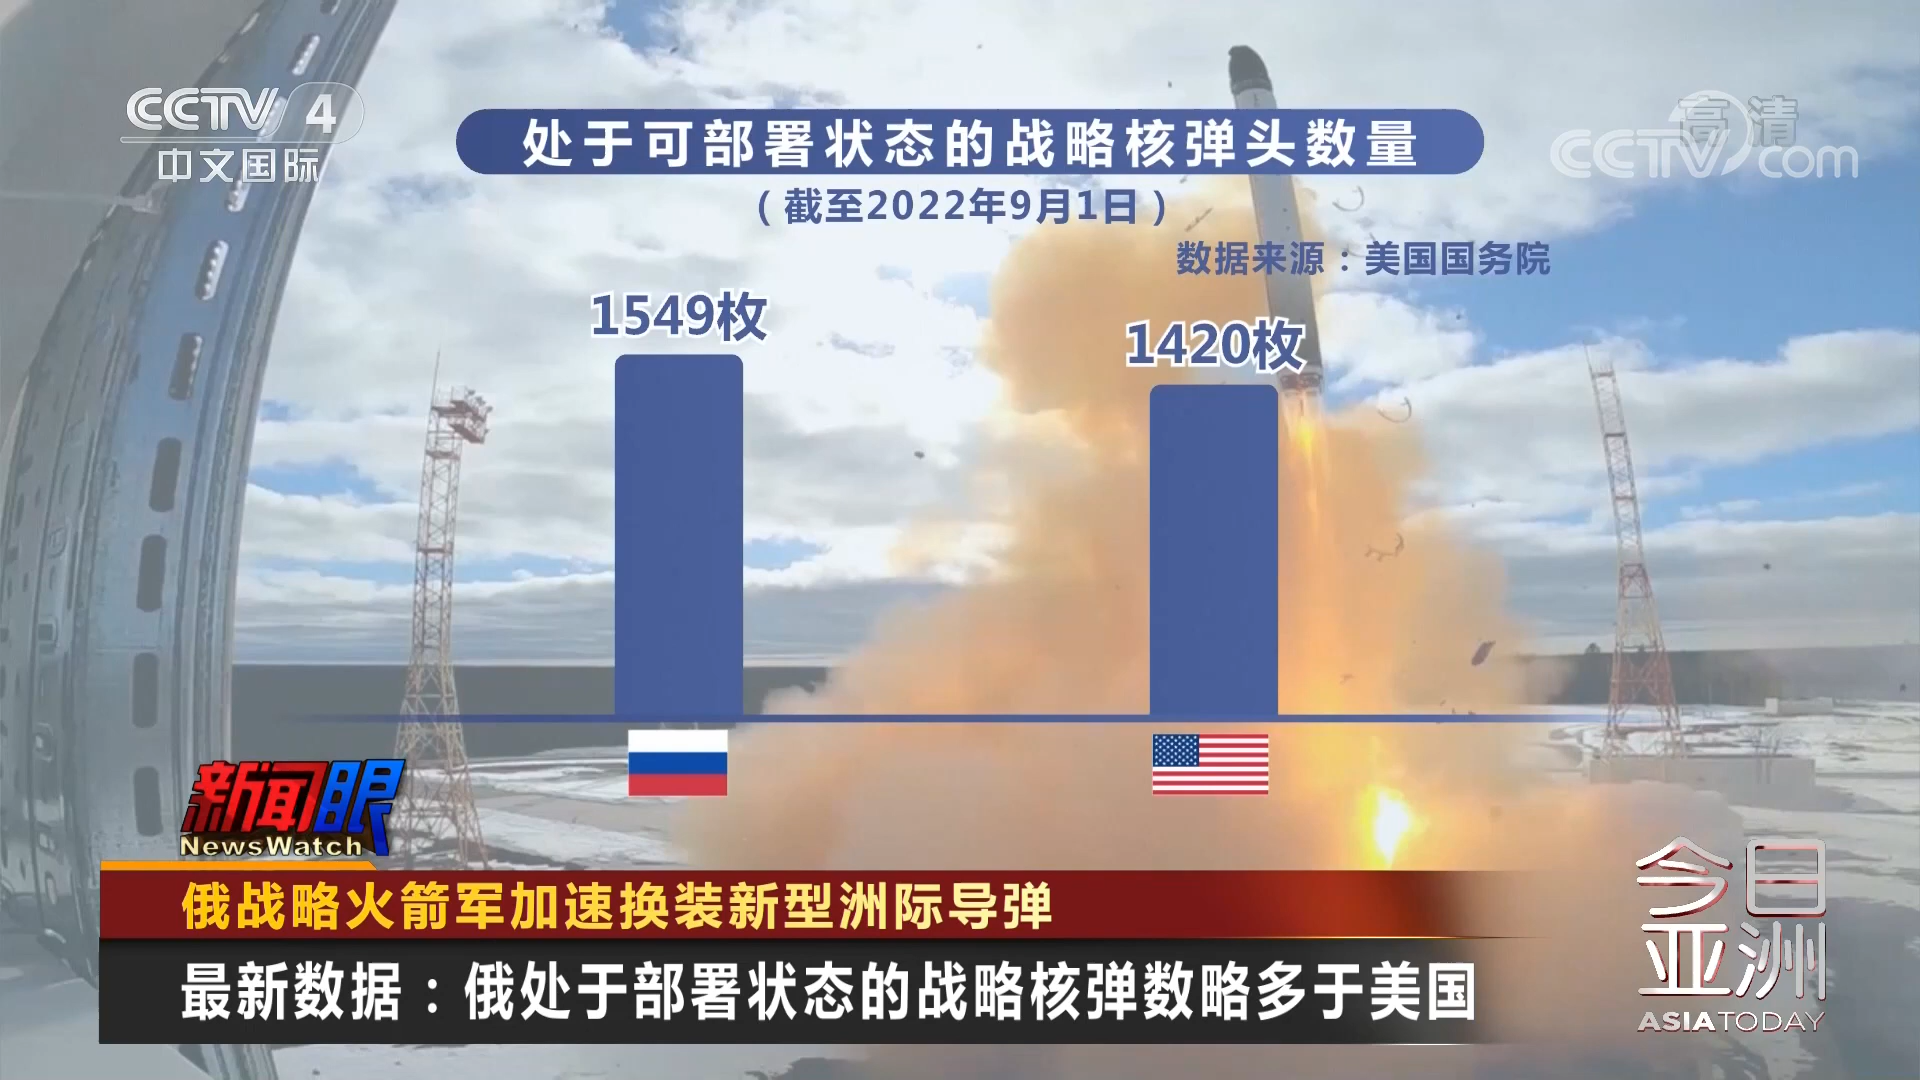 CCTV 4
中文国际
高清
CCTV.com
处于可部署状态的战略核弹头数量
（截至2022年9月1日）
数据来源：美国国务院
1549枚
1420枚
新闻眼
NewsWatch
俄战略火箭军加速换装新型洲际导弹
最新数据：俄处于部署状态的战略核弹数略多于美国
今日
亚洲
ASIATODAY